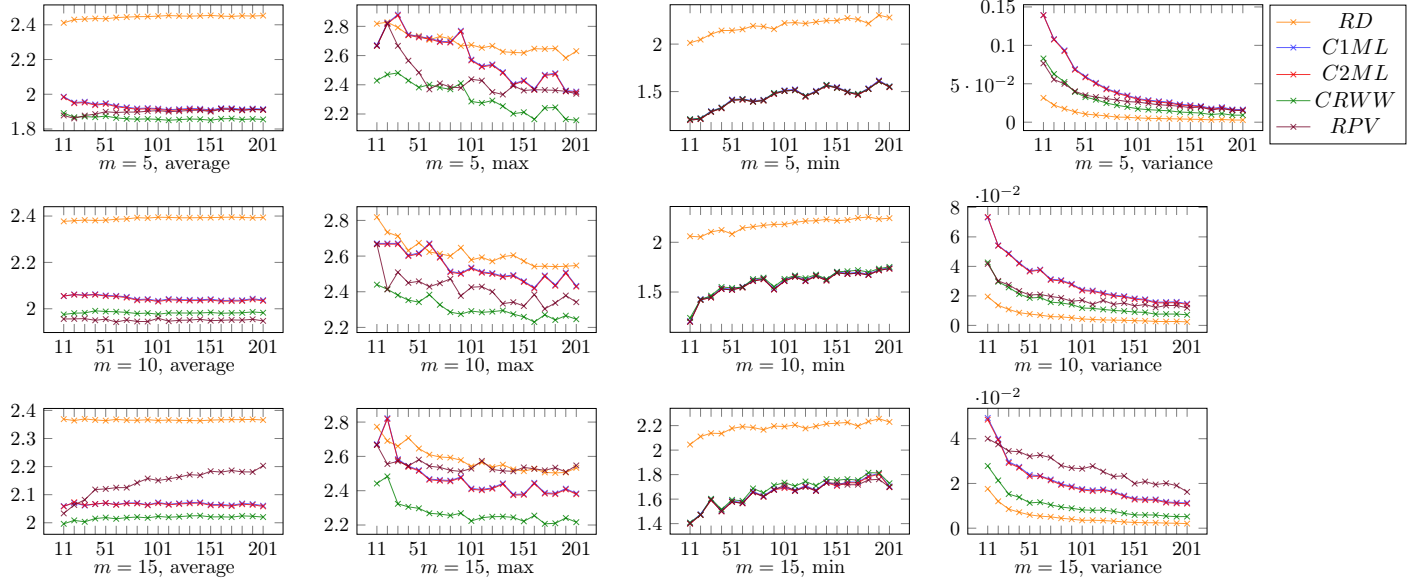 2.4
2.2
2
1.8
11 51 101 151 201
m = 5, average
2.8
2.6
2.4
2.2
11 51 101 151 201
m = 5, max
2
1.5
11 51 101 151 201
m = 5, min
0.15
0.1
5·10⁻²
0
11 51 101 151 201
m = 5, variance
RD
C1ML
C2ML
CRWW
RPV
2.4
2.2
2
11 51 101 151 201
m = 10, average
2.8
2.6
2.4
2.2
11 51 101 151 201
m = 10, max
2
1.5
11 51 101 151 201
m = 10, min
·10⁻²
8
6
4
2
0
11 51 101 151 201
m = 10, variance
2.4
2.3
2.2
2.1
2
11 51 101 151 201
m = 15, average
2.8
2.6
2.4
2.2
11 51 101 151 201
m = 15, max
2.2
2
1.8
1.6
1.4
11 51 101 151 201
m = 15, min
·10⁻²
4
2
0
11 51 101 151 201
m = 15, variance